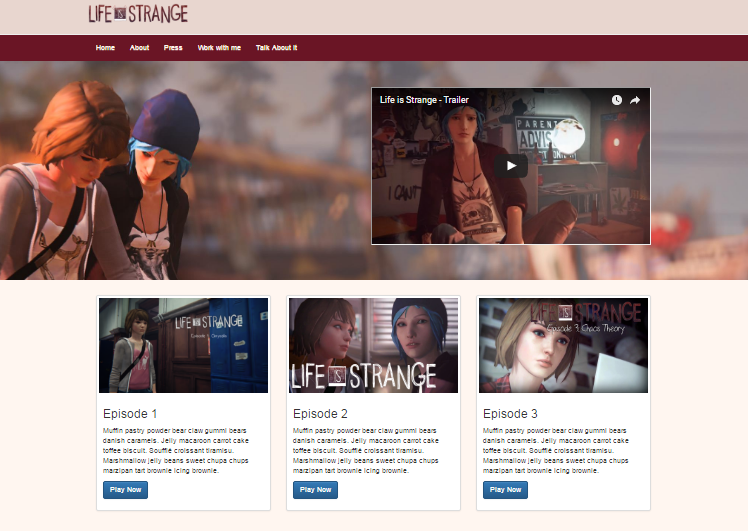 LIFE IS STRANGE
Home About Press Work with me Talk About it
Life is Strange - Trailer
PARENTAL
ADVIS
I CAN'T
LIFE IS STRANGE
LIFE IS STRANGE
LIFE IS STRANGE
Episode 3: Chaos Theory
Episode 1
Muffin pastry powder bear claw gummi bears
danish caramels. Jelly macaroon carrot cake
toffee biscuit. Soufflé croissant tiramisu.
Marshmallow jelly beans sweet chupa chups
marzipan tart brownie icing brownie.
Play Now
Episode 2
Muffin pastry powder bear claw gummi bears
danish caramels. Jelly macaroon carrot cake
toffee biscuit. Soufflé croissant tiramisu.
Marshmallow jelly beans sweet chupa chups
marzipan tart brownie icing brownie.
Play Now
Episode 3
Muffin pastry powder bear claw gummi bears
danish caramels. Jelly macaroon carrot cake
toffee biscuit. Soufflé croissant tiramisu.
Marshmallow jelly beans sweet chupa chups
marzipan tart brownie icing brownie.
Play Now